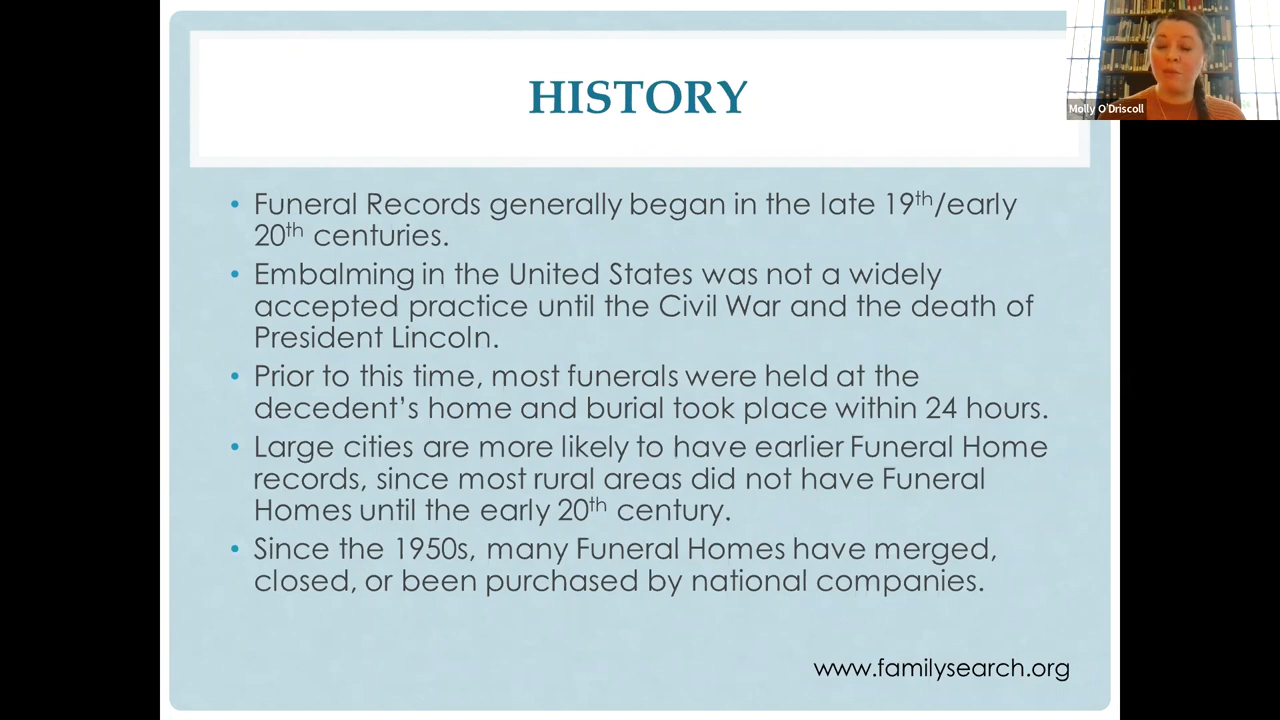 HISTORY
Molly O'Driscoll
• Funeral Records generally began in the late 19th/early
20th centuries.
• Embalming in the United States was not a widely
accepted practice until the Civil War and the death of
President Lincoln.
• Prior to this time, most funerals were held at the
decedent’s home and burial took place within 24 hours.
• Large cities are more likely to have earlier Funeral Home
records, since most rural areas did not have Funeral
Homes until the early 20th century.
• Since the 1950s, many Funeral Homes have merged,
closed, or been purchased by national companies.
www.familysearch.org